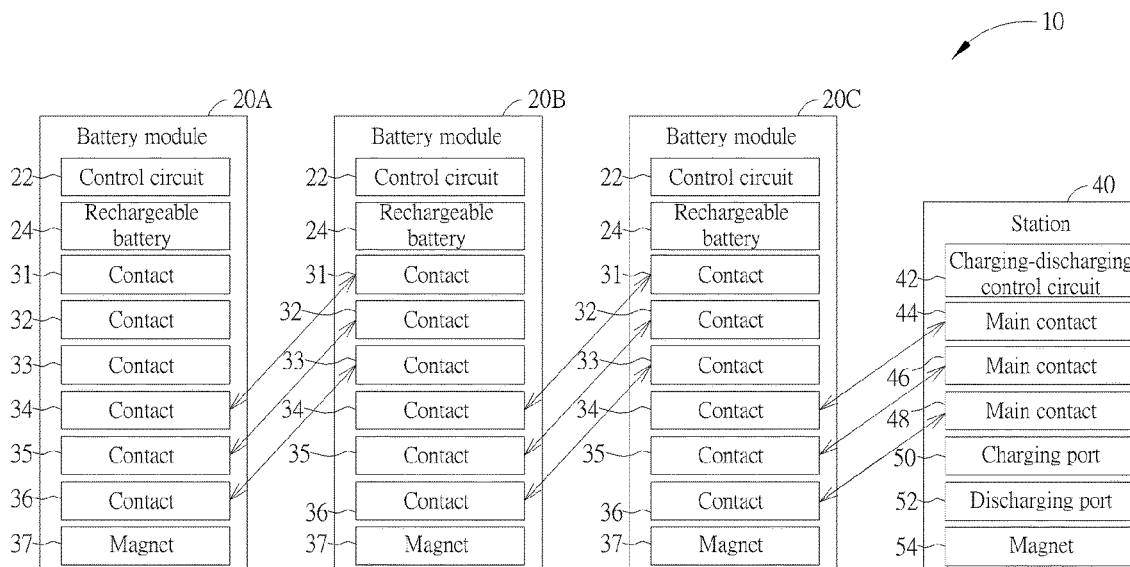 10
20A
20B
20C
40
Battery module
22
Control circuit
24
Rechargeable
battery
31
Contact
32
Contact
33
Contact
34
Contact
35
Contact
36
Contact
37
Magnet
Battery module
22
Control circuit
24
Rechargeable
battery
31
Contact
32
Contact
33
Contact
34
Contact
35
Contact
36
Contact
37
Magnet
Battery module
22
Control circuit
24
Rechargeable
battery
31
Contact
32
Contact
33
Contact
34
Contact
35
Contact
36
Contact
37
Magnet
Station
42
Charging-discharging
control circuit
44
Main contact
46
Main contact
48
Main contact
50
Charging port
52
Discharging port
54
Magnet